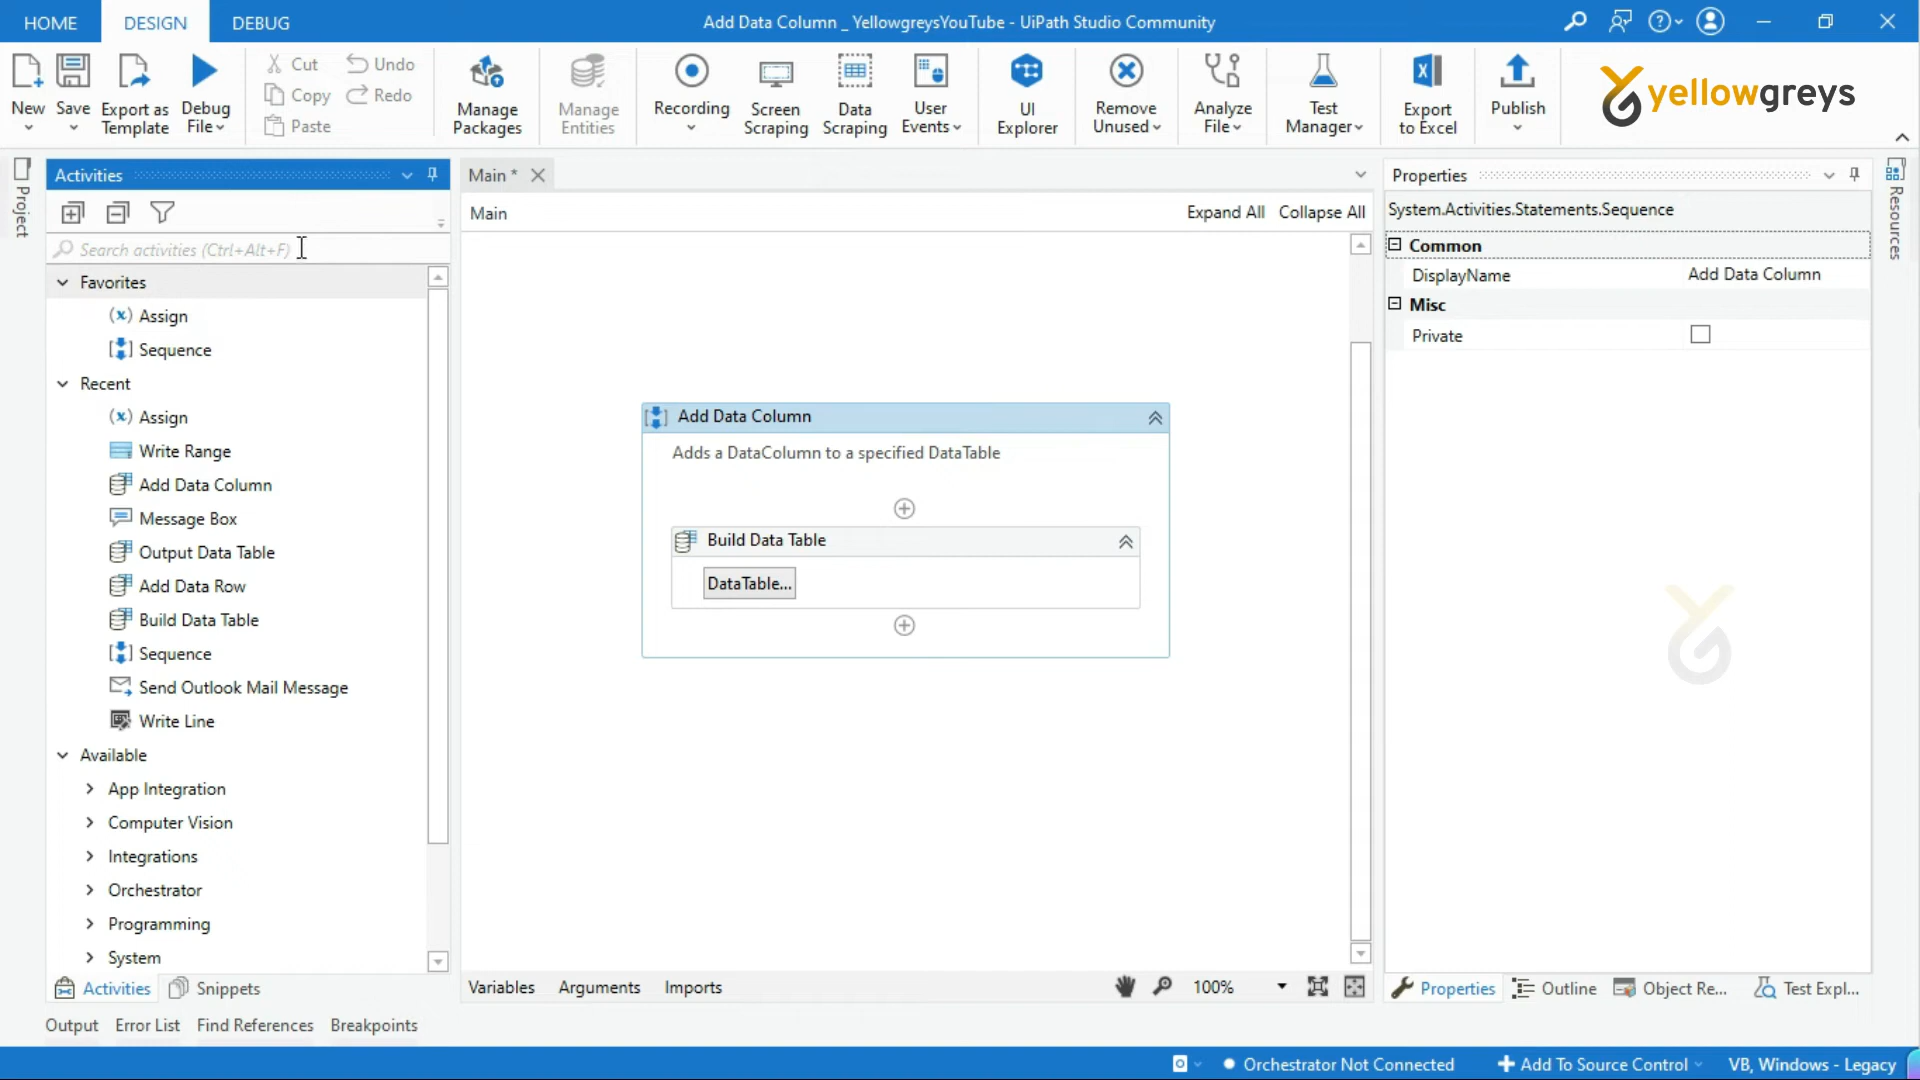 HOME
DESIGN
DEBUG
Add Data Column _YellowgreysYouTube - UiPath Studio Community
New
Save
Export as
Template
Debug
File
Cut
Copy
Paste
Undo
Redo
Manage
Packages
Manage
Entities
Recording
Screen
Scraping
Data
Scraping
User
Events
UI
Explorer
Remove
Unused
Analyze
File
Test
Manager
Export
to Excel
Publish
yellowgreys
Project
Activities
Search activities (Ctrl+Alt+F)
Favorites
Assign
Sequence
Recent
Assign
Write Range
Add Data Column
Message Box
Output Data Table
Add Data Row
Build Data Table
Sequence
Send Outlook Mail Message
Write Line
Available
App Integration
Computer Vision
Integrations
Orchestrator
Programming
System
Activities
Snippets
Main *
Main
Expand All
Collapse All
Add Data Column
Adds a DataColumn to a specified DataTable
Build Data Table
DataTable...
Variables
Arguments
Imports
100%
Properties
System.Activities.Statements.Sequence
Common
DisplayName
Add Data Column
Misc
Private
Resources
Properties
Outline
Object Re...
Test Expl...
Output
Error List
Find References
Breakpoints
Orchestrator Not Connected
Add To Source Control
VB, Windows - Legacy